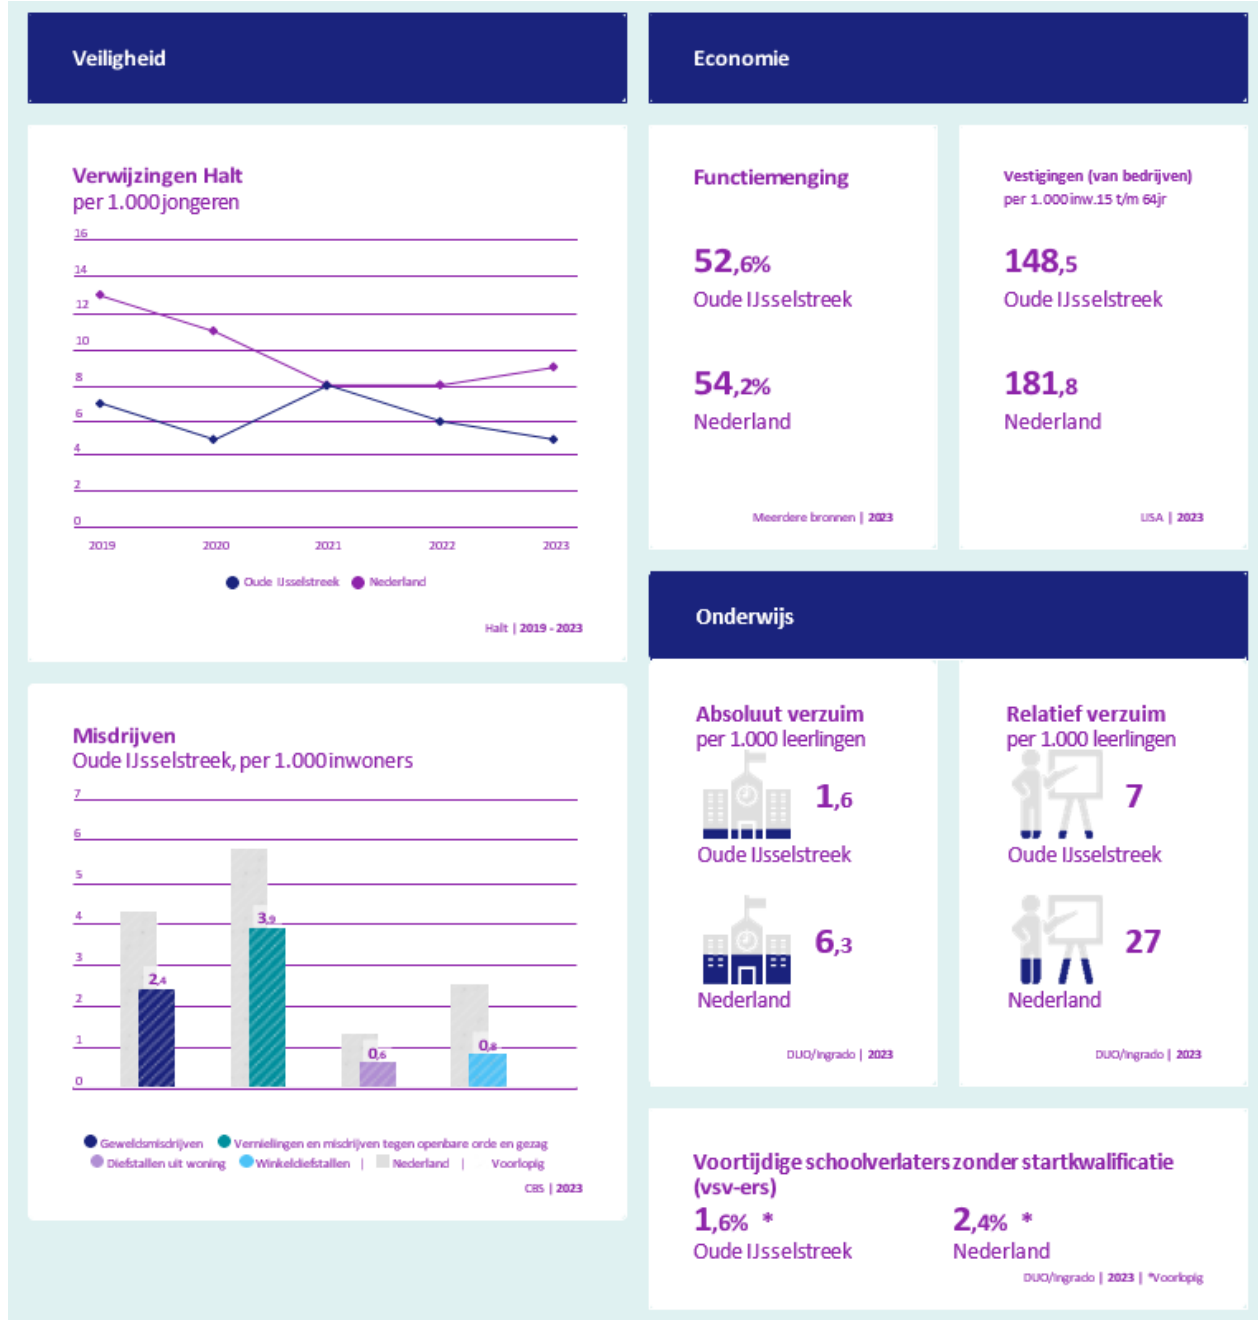 Veiligheid
Verwijzingen Halt
per 1.000 jongeren
16
14
12
10
8
6
4
2
0
2019 2020 2021 2022 2023
Oude IJsselstreek Nederland
Halt | 2019 - 2023
Misdrijven
Oude IJsselstreek, per 1.000 inwoners
7
6
5
4
3
2
1
0
2,4
3,9
0,6
0,8
Geweldsmisdrijven Vernielingen en misdrijven tegen openbare orde en gezag
Diefstallen uit woning Winkeldiefstallen | Nederland | Voorlopig
CBS | 2023
Economie
Functiemenging
52,6%
Oude IJsselstreek
54,2%
Nederland
Meerdere bronnen | 2023
Vestigingen (van bedrijven)
per 1.000 inw.15 t/m 64jr
148,5
Oude IJsselstreek
181,8
Nederland
LISA | 2023
Onderwijs
Absoluut verzuim
per 1.000 leerlingen
1,6
Oude IJsselstreek
6,3
Nederland
DUO/Ingrado | 2023
Relatief verzuim
per 1.000 leerlingen
7
Oude IJsselstreek
27
Nederland
DUO/Ingrado | 2023
Voortijdige schoolverlaters zonder startkwalificatie
(vsv-ers)
1,6% *
Oude IJsselstreek
2,4% *
Nederland
DUO/Ingrado | 2023 | *Voorlopig